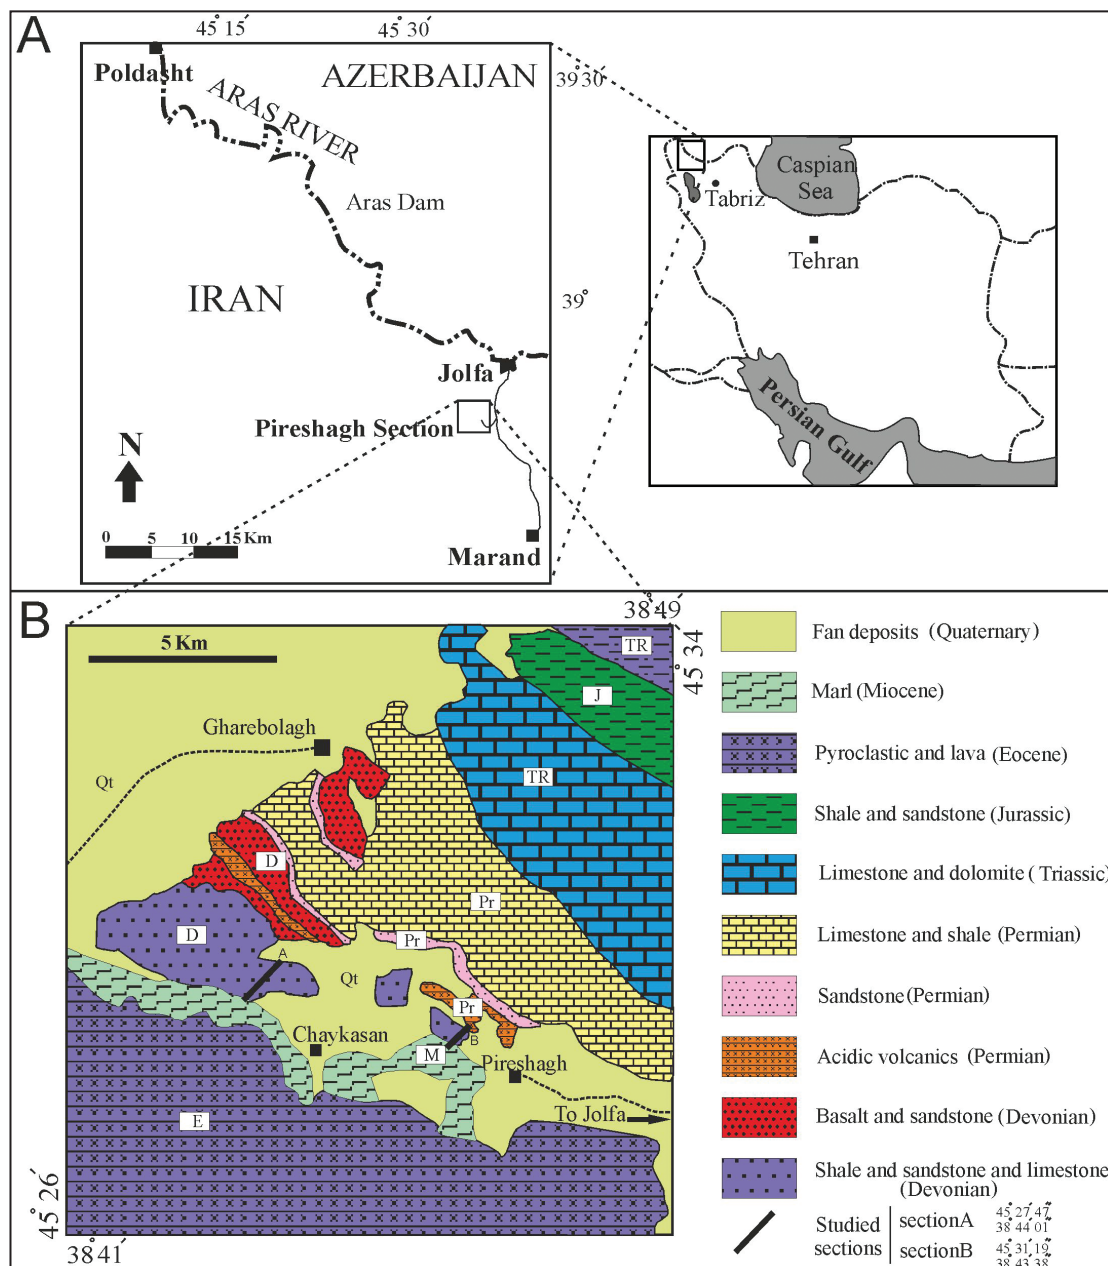 A
45° 15′
45° 30′
Poldasht
AZERBAIJAN
39° 30′
ARAS RIVER
Aras Dam
IRAN
39°
Jolfa
Pireshagh Section
N
0 5 10 15 Km
Marand
Caspian
Sea
Tabriz
Tehran
Persian Gulf
B
38° 49′
45° 34′
5 Km
TR
J
Gharebolagh
Qt
TR
D
Pr
D
Pr
A
Qt
Pr
B
Chaykasan
M
Pireshagh
To Jolfa
E
45° 26′
38° 41′
Fan deposits (Quaternary)
Marl (Miocene)
Pyroclastic and lava (Eocene)
Shale and sandstone (Jurassic)
Limestone and dolomite (Triassic)
Limestone and shale (Permian)
Sandstone (Permian)
Acidic volcanics (Permian)
Basalt and sandstone (Devonian)
Shale and sandstone and limestone
(Devonian)
Studied
sections
sectionA
45° 27′ 47″
38° 44′ 01″
sectionB
45° 31′ 19″
38° 43′ 38″